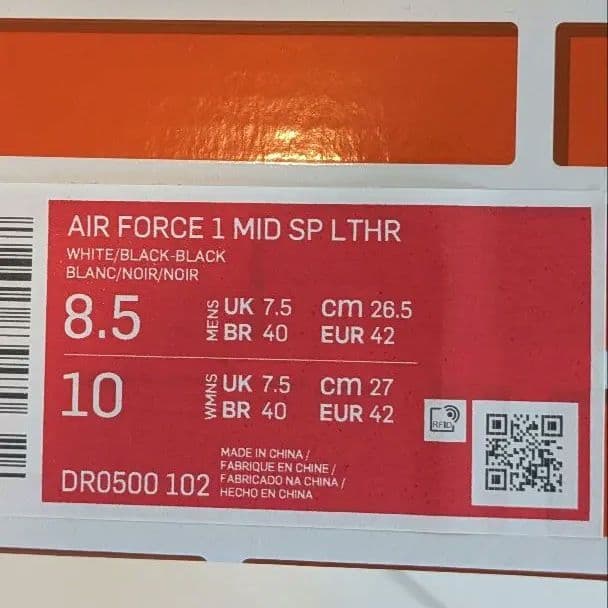 AIR FORCE 1 MID SP LTHR
WHITE/BLACK-BLACK
BLANC/NOIR/NOIR
8.5 MENS UK 7.5 cm 26.5
BR 40 EUR 42
10 WMNS UK 7.5 cm 27
BR 40 EUR 42
RFID
DR0500 102
MADE IN CHINA /
FABRIQUE EN CHINE /
FABRICADO NA CHINA /
HECHO EN CHINA